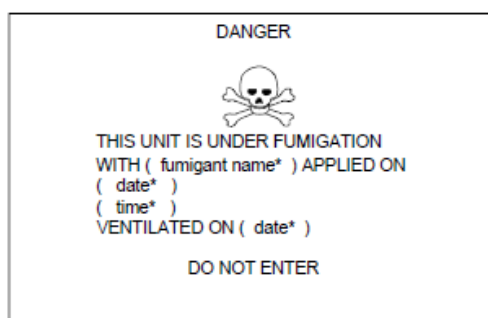 DANGER
THIS UNIT IS UNDER FUMIGATION
WITH ( fumigant name* ) APPLIED ON
( date* )
( time* )
VENTILATED ON ( date* )
DO NOT ENTER